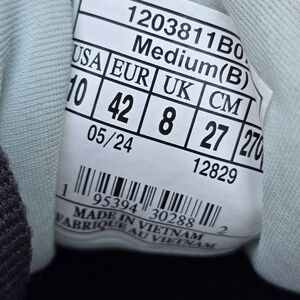 1203811B0
Medium(B)
USA EUR UK CM
10 42 8 27 270
05/24 12829
1 95394 30288 2
MADE IN VIETNAM
FABRIQUE AU VIETNAM